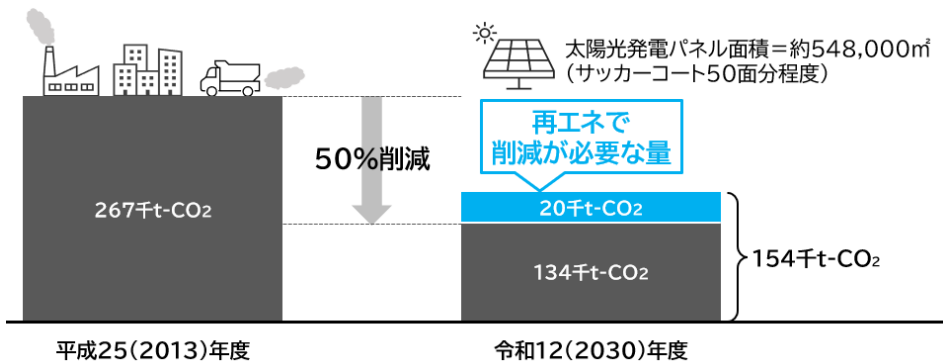 太陽光発電パネル面積＝約548,000㎡
（サッカーコート50面分程度）
再エネで
削減が必要な量
50%削減
267千t-CO2
20千t-CO2
134千t-CO2
154千t-CO2
平成25(2013)年度
令和12(2030)年度